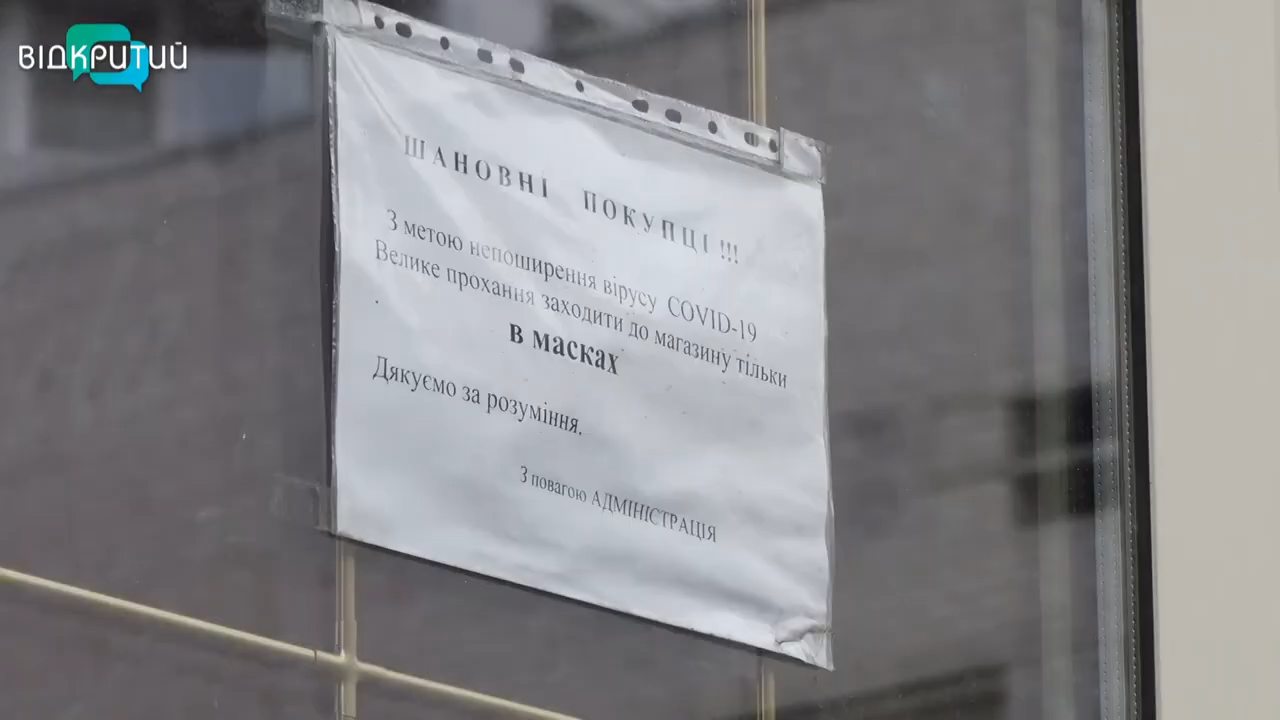 ВІДКРИТИЙ
ШАНОВНІ ПОКУПЦІ !!!
З метою непоширення вірусу COVID-19
Велике прохання заходити до магазину тільки
в масках
Дякуємо за розуміння.
З повагою АДМІНІСТРАЦІЯ